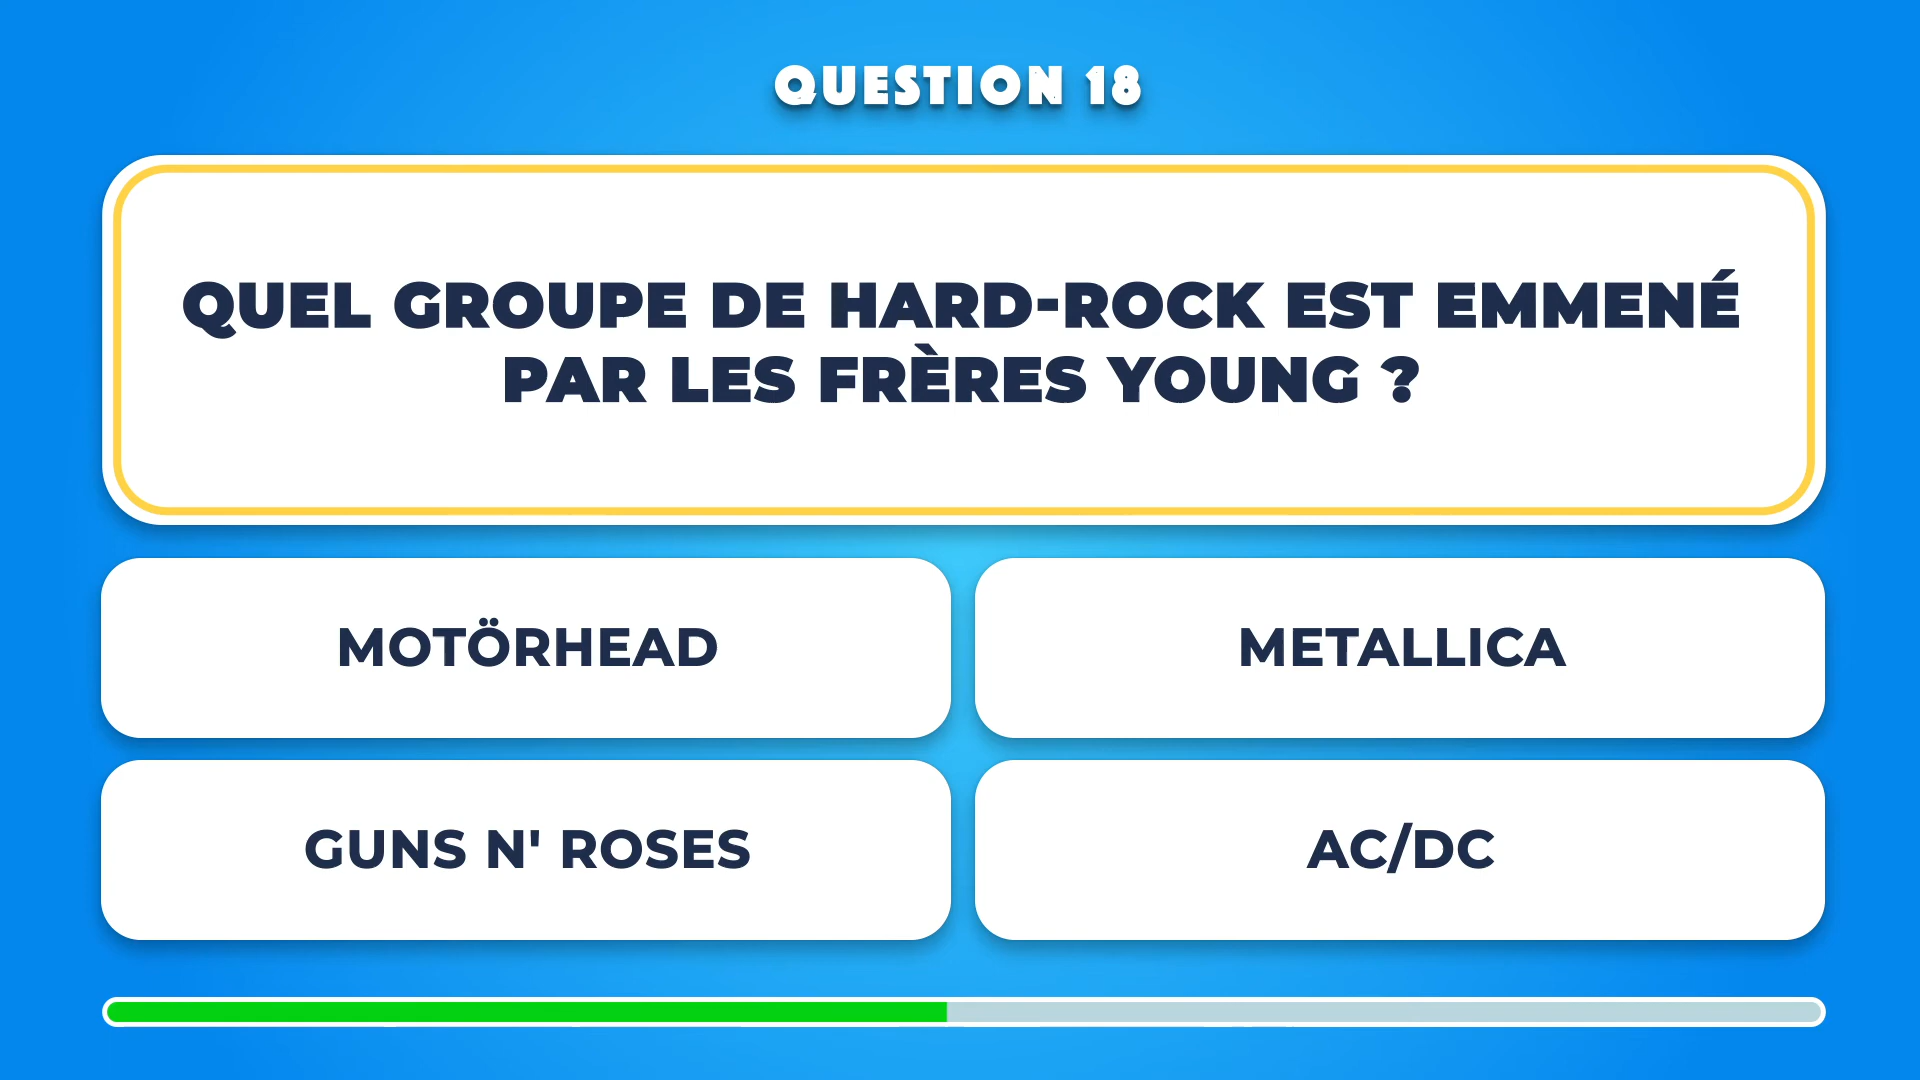 QUESTION 18
QUEL GROUPE DE HARD-ROCK EST EMMENÉ
PAR LES FRÈRES YOUNG ?
MOTÖRHEAD
METALLICA
GUNS N' ROSES
AC/DC